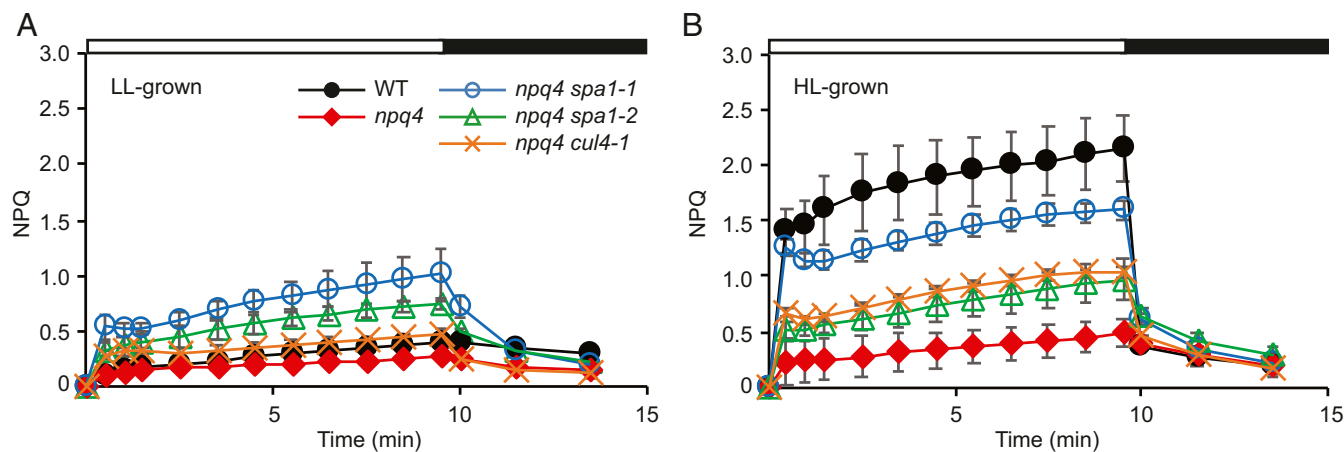 A
3.0
2.5
2.0
1.5
1.0
0.5
0
NPQ
LL-grown
WT
npq4
npq4 spa1-1
npq4 spa1-2
npq4 cul4-1
5
10
15
Time (min)
B
3.0
2.5
2.0
1.5
1.0
0.5
0
NPQ
HL-grown
5
10
15
Time (min)